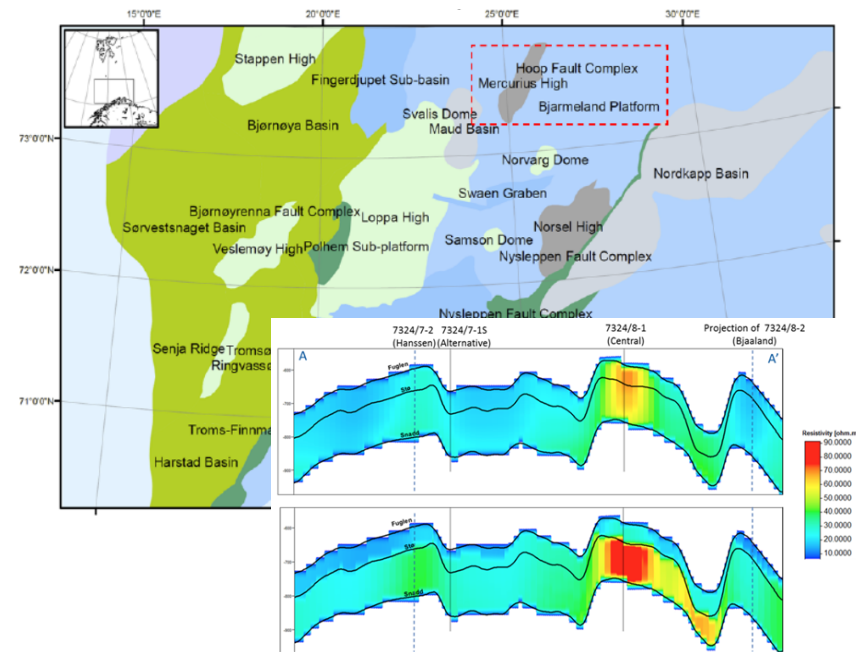 15°0'0"E
20°0'0"E
25°0'0"E
30°0'0"E
Stappen High
Fingerdjupet Sub-basin
Hoop Fault Complex
Mercurius High
Bjarmeland Platform
Svalis Dome
Maud Basin
Bjørnøya Basin
73°0'0"N
Norvarg Dome
Nordkapp Basin
Swaen Graben
Bjørnøyrenna Fault Complex
Loppa High
Sørvestsnaget Basin
Norsel High
Veslemøy High
Polhem Sub-platform
Samson Dome
Nysleppen Fault Complex
72°0'0"N
Nysleppen Fault Complex
Senja Ridge
Tromsø
Ringvassø
71°0'0"N
Troms-Finnma
Harstad Basin
7324/7-2 7324/7-1S 7324/8-1 Projection of 7324/8-2
(Hanssen) (Alternative) (Central) (Bjaaland)
A A'
Fuglen
Stø
Snadd
Resistivity [ohm.m
90.0000
80.0000
70.0000
60.0000
50.0000
40.0000
30.0000
20.0000
10.0000
Fuglen
Stø
Snadd